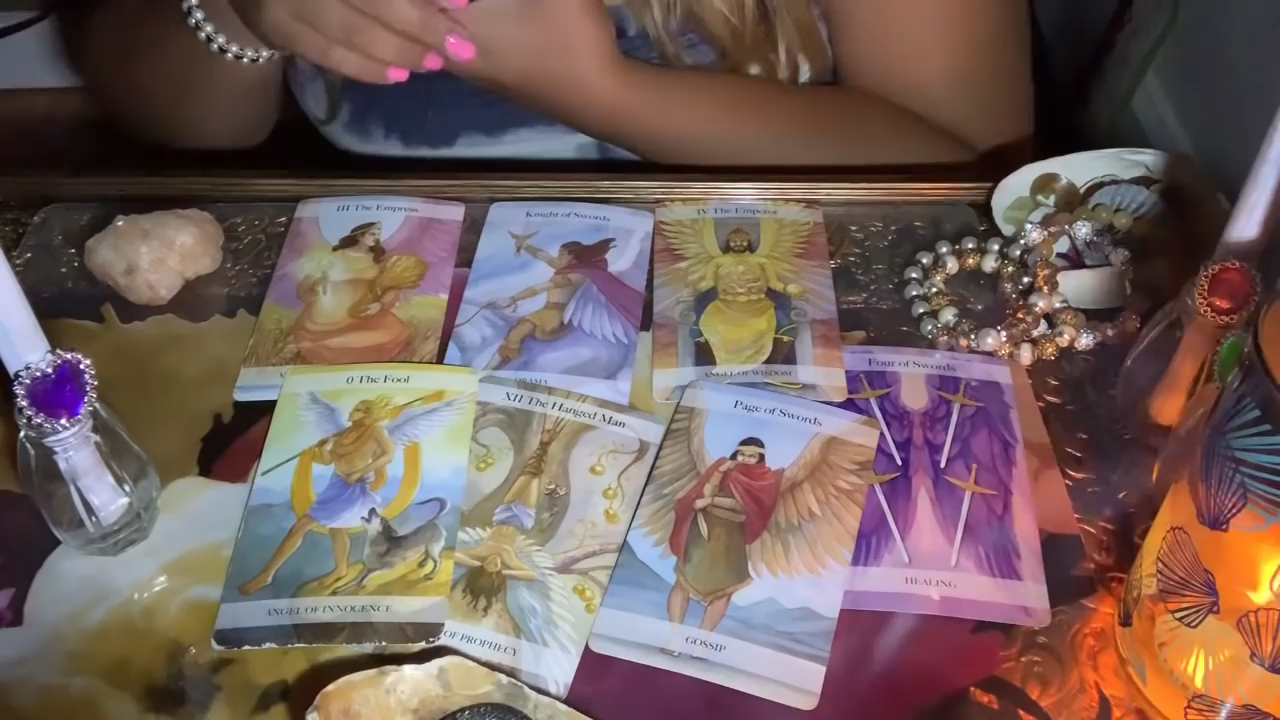 III The Empress
Knight of Swords
IV The Emperor
ANGEL OF WISDOM
Four of Swords
HEALING
0 The Fool
ANGEL OF INNOCENCE
XII The Hanged Man
OF PROPHECY
Page of Swords
GOSSIP